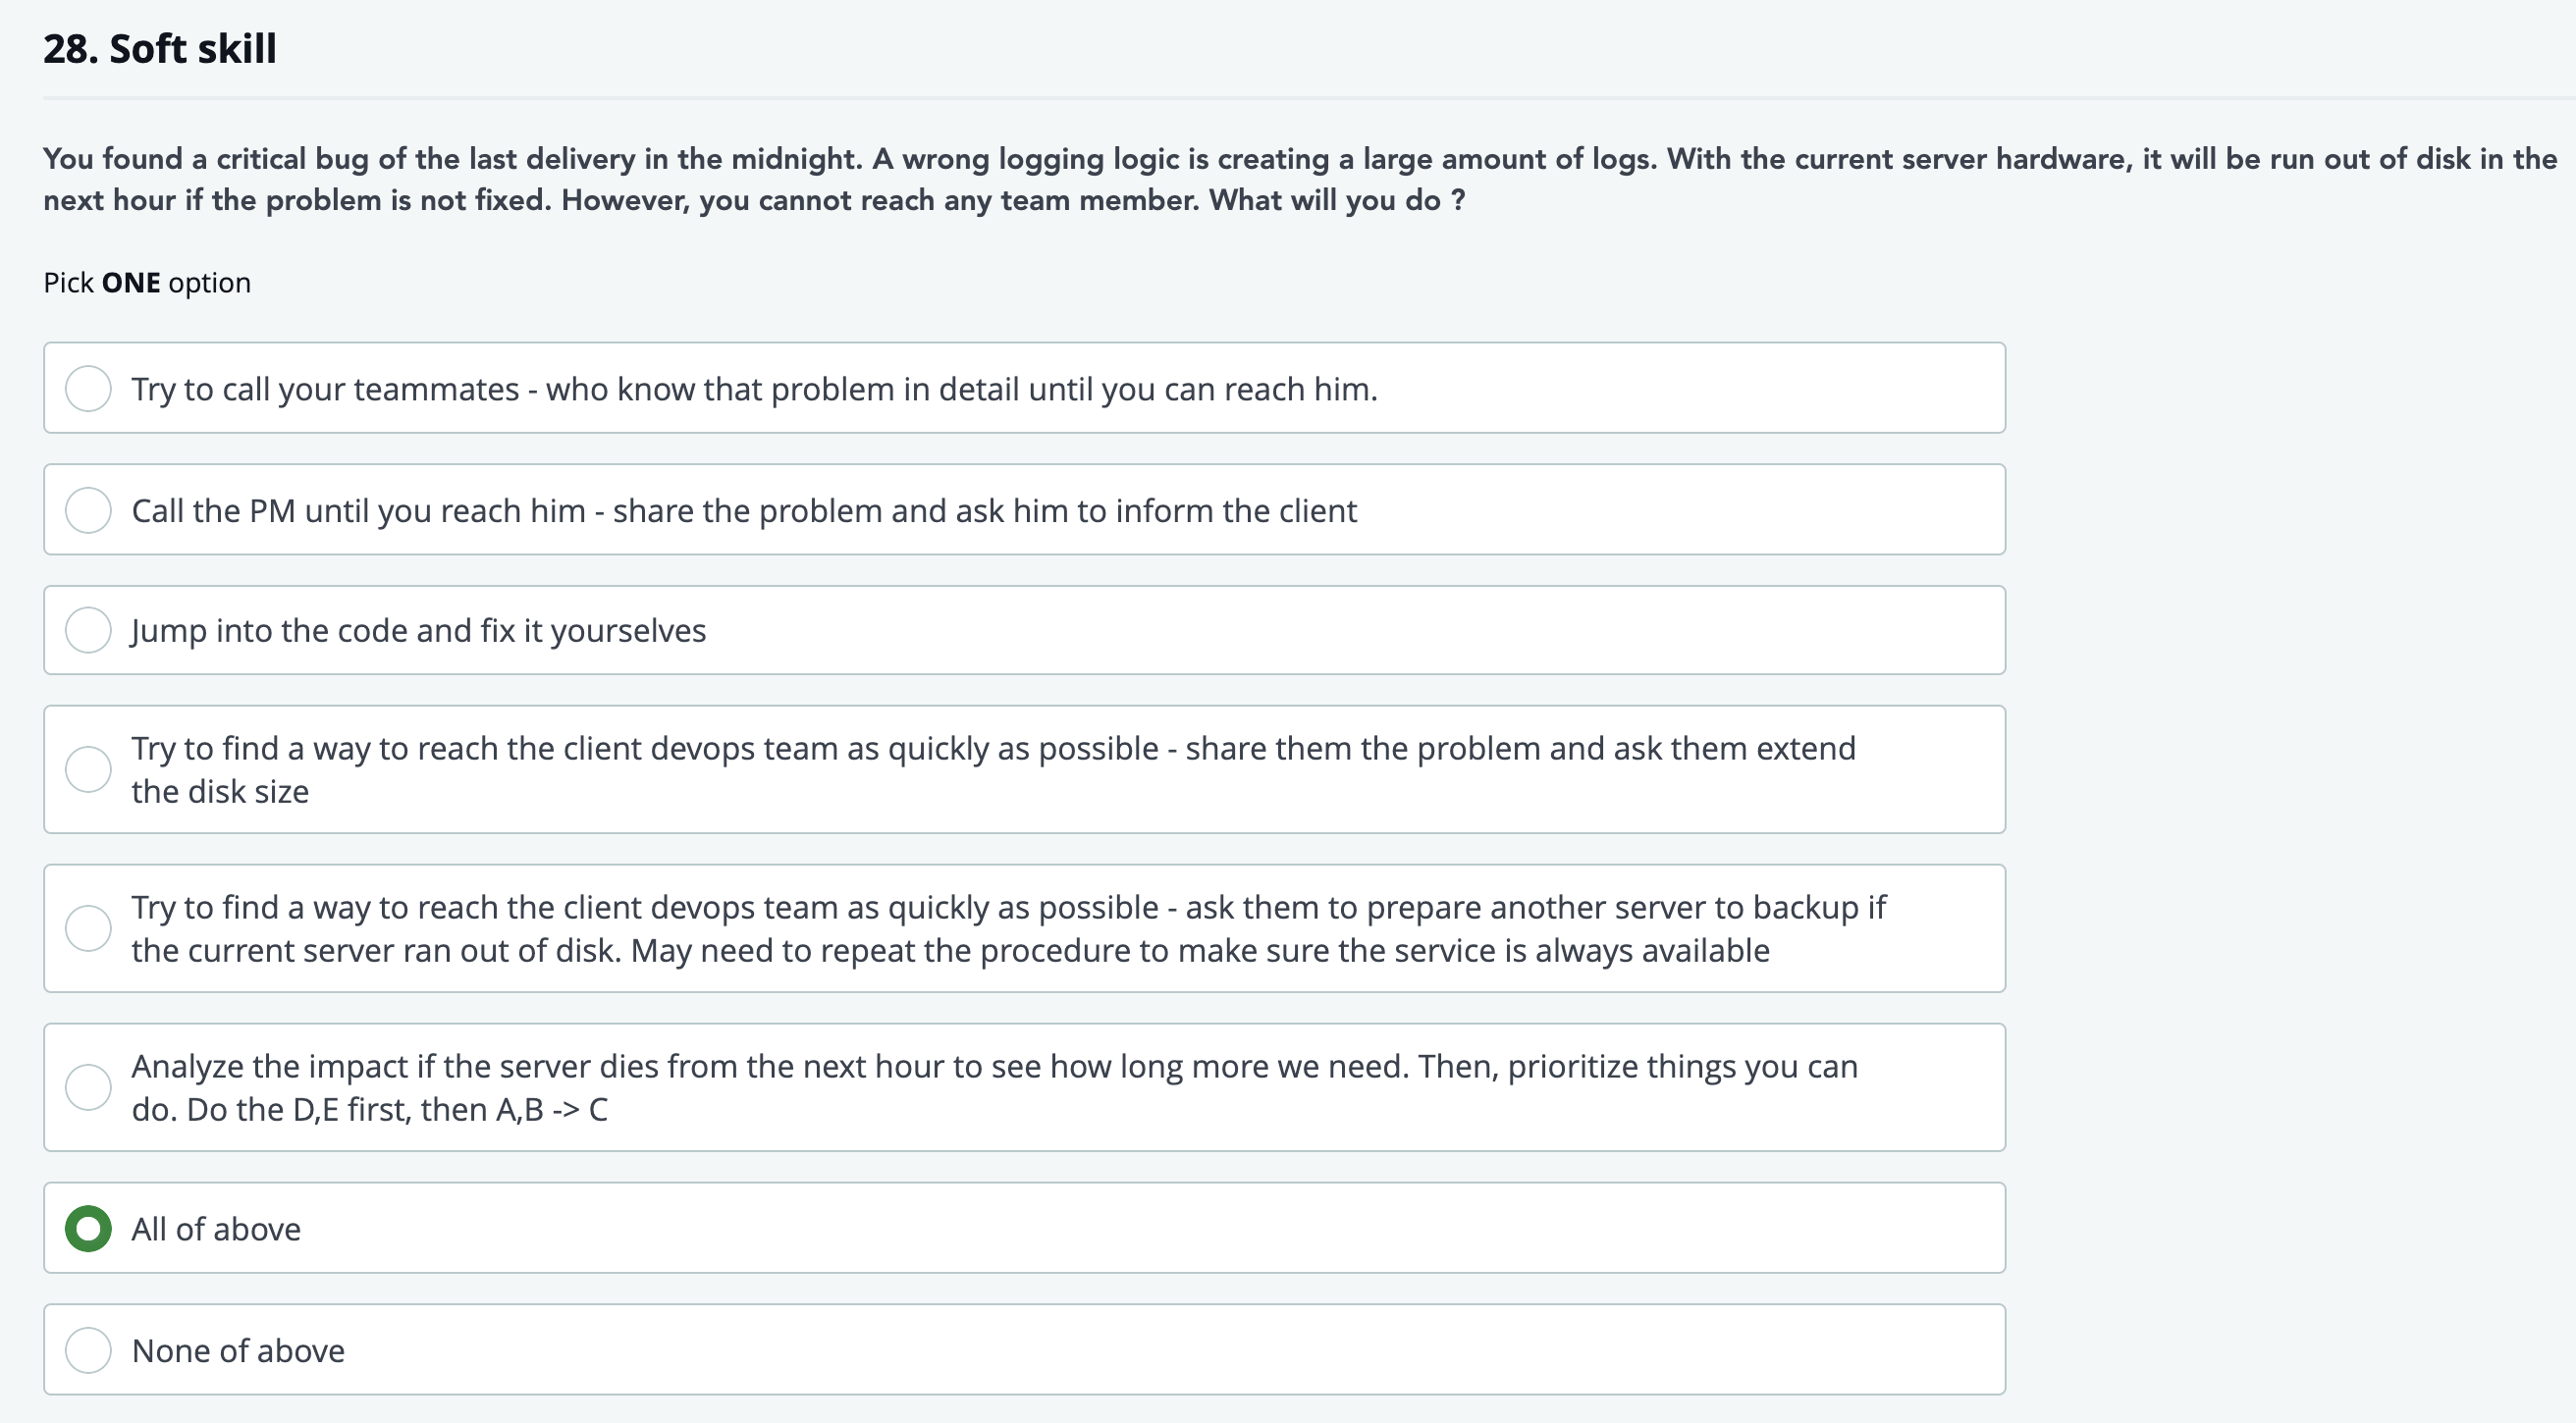 28. Soft skill
You found a critical bug of the last delivery in the midnight. A wrong logging logic is creating a large amount of logs. With the current server hardware, it will be run out of disk in the
next hour if the problem is not fixed. However, you cannot reach any team member. What will you do ?
Pick ONE option
Try to call your teammates - who know that problem in detail until you can reach him.
Call the PM until you reach him - share the problem and ask him to inform the client
Jump into the code and fix it yourselves
Try to find a way to reach the client devops team as quickly as possible - share them the problem and ask them extend
the disk size
Try to find a way to reach the client devops team as quickly as possible - ask them to prepare another server to backup if
the current server ran out of disk. May need to repeat the procedure to make sure the service is always available
Analyze the impact if the server dies from the next hour to see how long more we need. Then, prioritize things you can
do. Do the D,E first, then A,B -> C
All of above
None of above